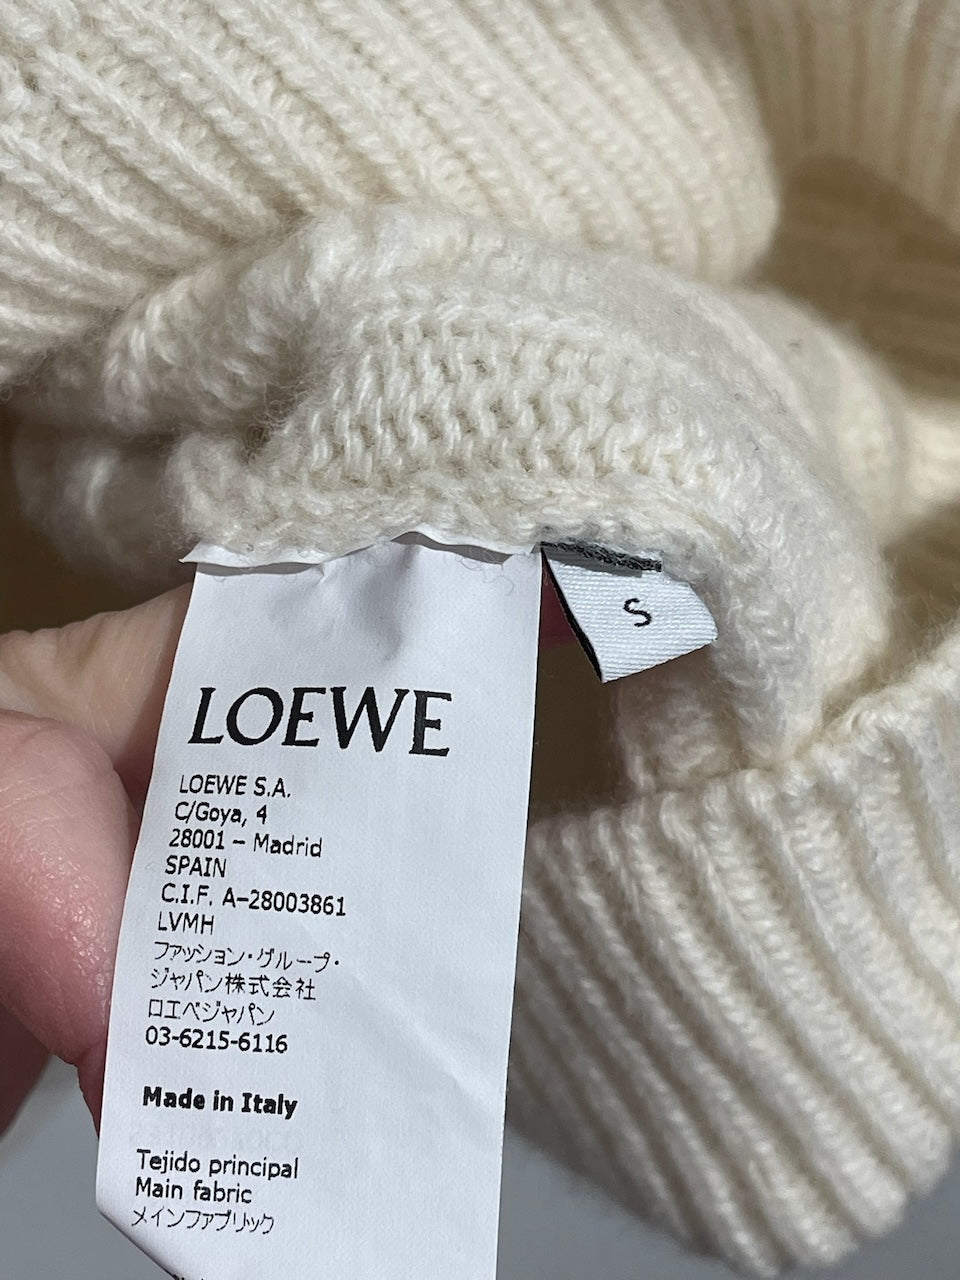 LOEWE
S
LOEWE S.A.
C/Goya, 4
28001 – Madrid
SPAIN
C.I.F. A–28003861
LVMH
ファッション・グループ・
ジャパン株式会社
ロエベジャパン
03-6215-6116
Made in Italy
Tejido principal
Main fabric
メインファブリック